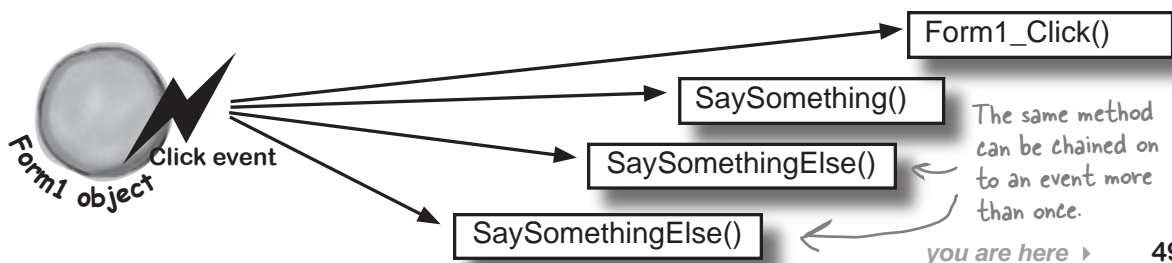 Form1_Click()
SaySomething()
SaySomethingElse()
SaySomethingElse()
Click event
Form1 object
The same method
can be chained on
to an event more
than once.
you are here